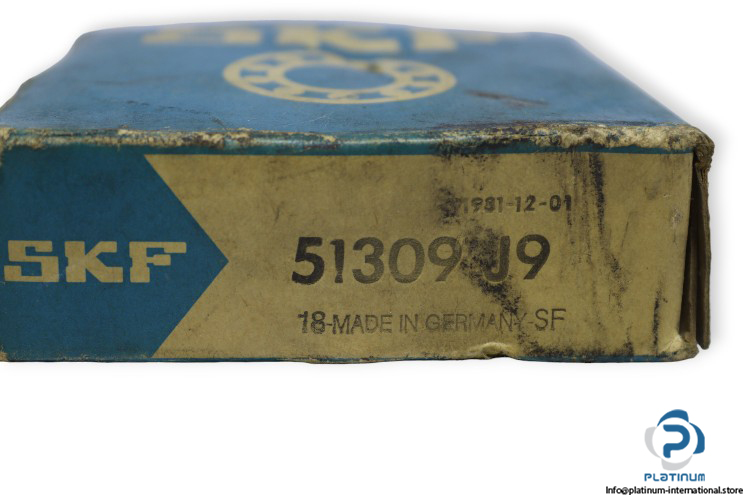 SKF
1981-12-01
SKF
51309 J9
18-MADE IN GERMANY-SF
PLATINUM
Info@platinum-international.store